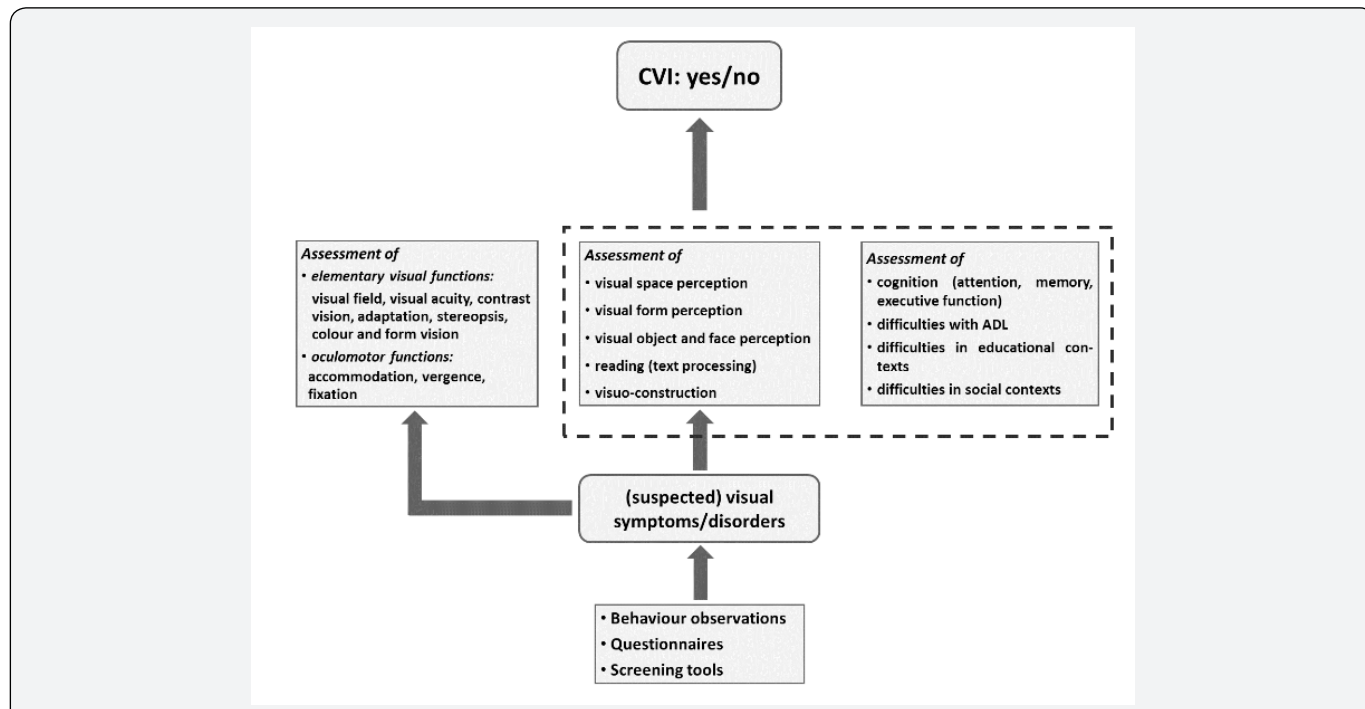 CVI: yes/no
Assessment of
• elementary visual functions:
visual field, visual acuity, contrast
vision, adaptation, stereopsis,
colour and form vision
• oculomotor functions:
accommodation, vergence,
fixation
Assessment of
• visual space perception
• visual form perception
• visual object and face perception
• reading (text processing)
• visuo-construction
Assessment of
• cognition (attention, memory,
executive function)
• difficulties with ADL
• difficulties in educational con-
texts
• difficulties in social contexts
(suspected) visual
symptoms/disorders
• Behaviour observations
• Questionnaires
• Screening tools